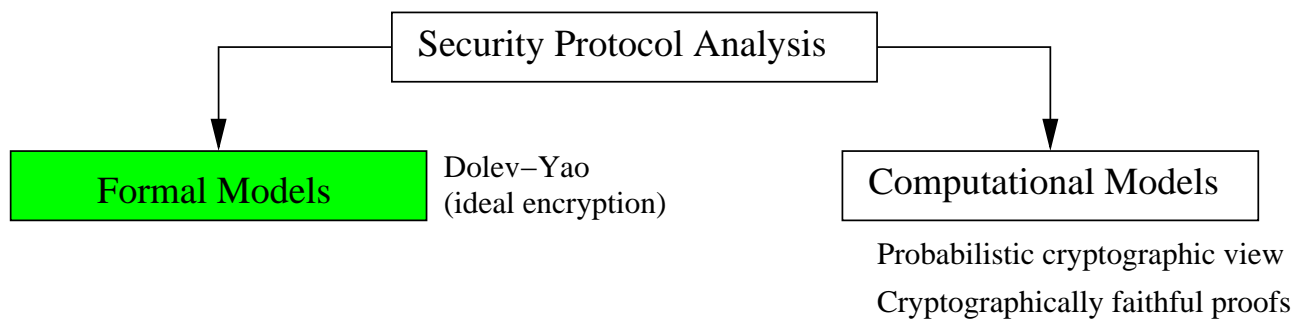 Security Protocol Analysis
Formal Models
Dolev−Yao
(ideal encryption)
Computational Models
Probabilistic cryptographic view
Cryptographically faithful proofs